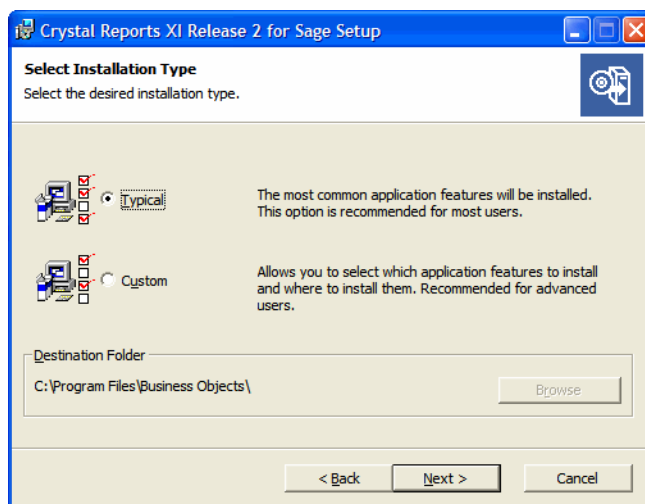 Crystal Reports XI Release 2 for Sage Setup
Select Installation Type
Select the desired installation type.
Typical
The most common application features will be installed.
This option is recommended for most users.
Custom
Allows you to select which application features to install
and where to install them. Recommended for advanced
users.
Destination Folder
C:\Program Files\Business Objects\
Browse
< Back
Next >
Cancel